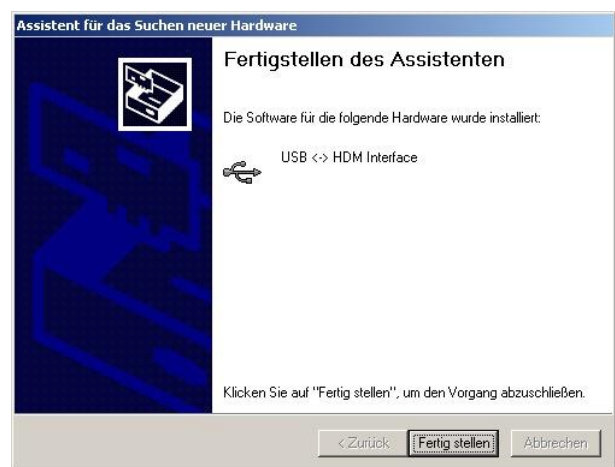 Assistent für das Suchen neuer Hardware
Fertigstellen des Assistenten
Die Software für die folgende Hardware wurde installiert:
USB <-> HDM Interface
Klicken Sie auf "Fertig stellen", um den Vorgang abzuschließen.
< Zurück Fertig stellen Abbrechen